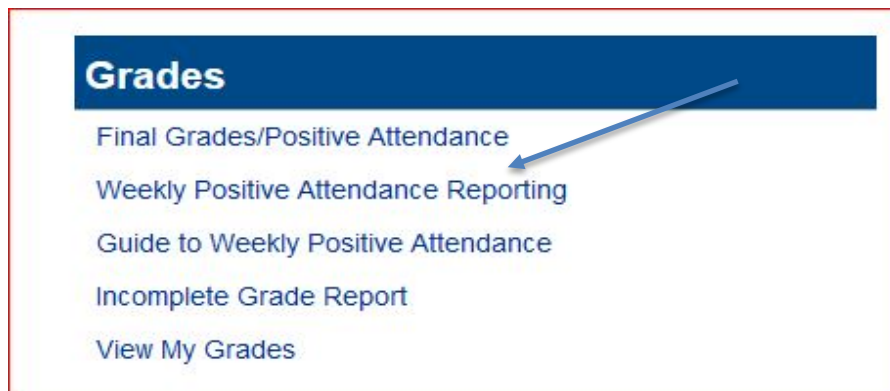 Grades
Final Grades/Positive Attendance
Weekly Positive Attendance Reporting
Guide to Weekly Positive Attendance
Incomplete Grade Report
View My Grades